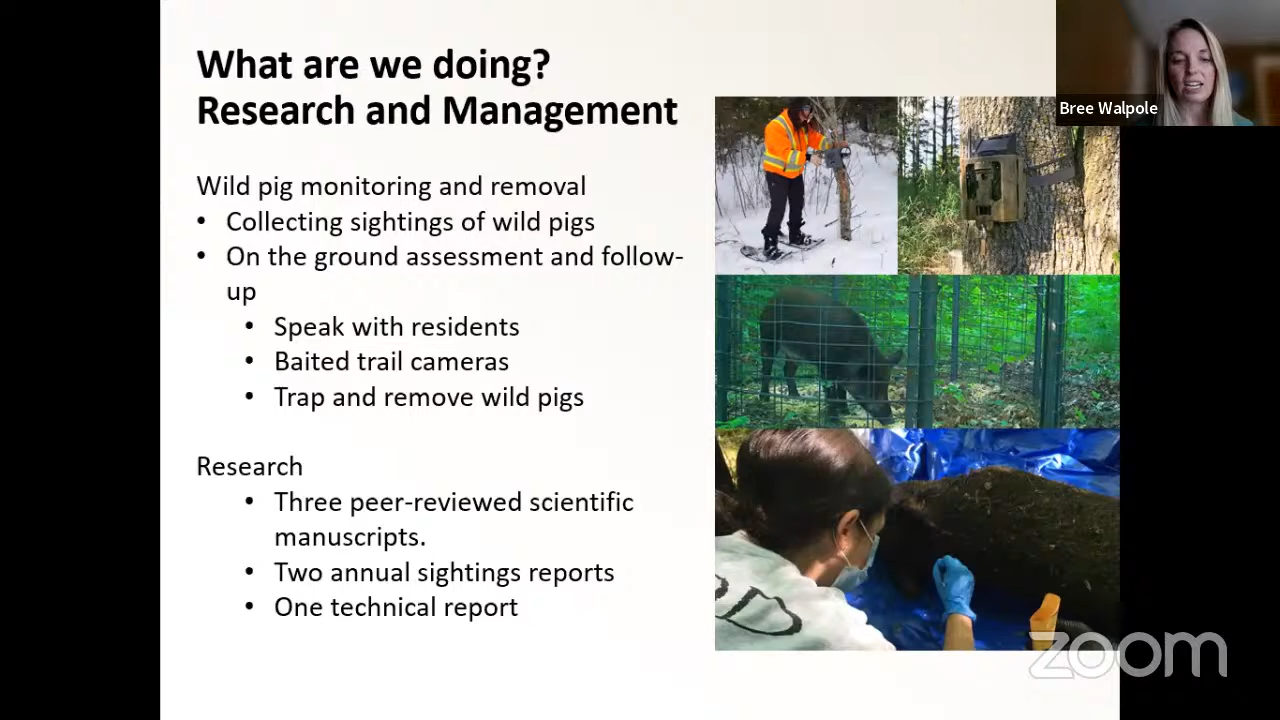 What are we doing?
Research and Management
Bree Walpole
Wild pig monitoring and removal
• Collecting sightings of wild pigs
• On the ground assessment and follow-
up
• Speak with residents
• Baited trail cameras
• Trap and remove wild pigs
Research
• Three peer-reviewed scientific
manuscripts.
• Two annual sightings reports
• One technical report
zoom